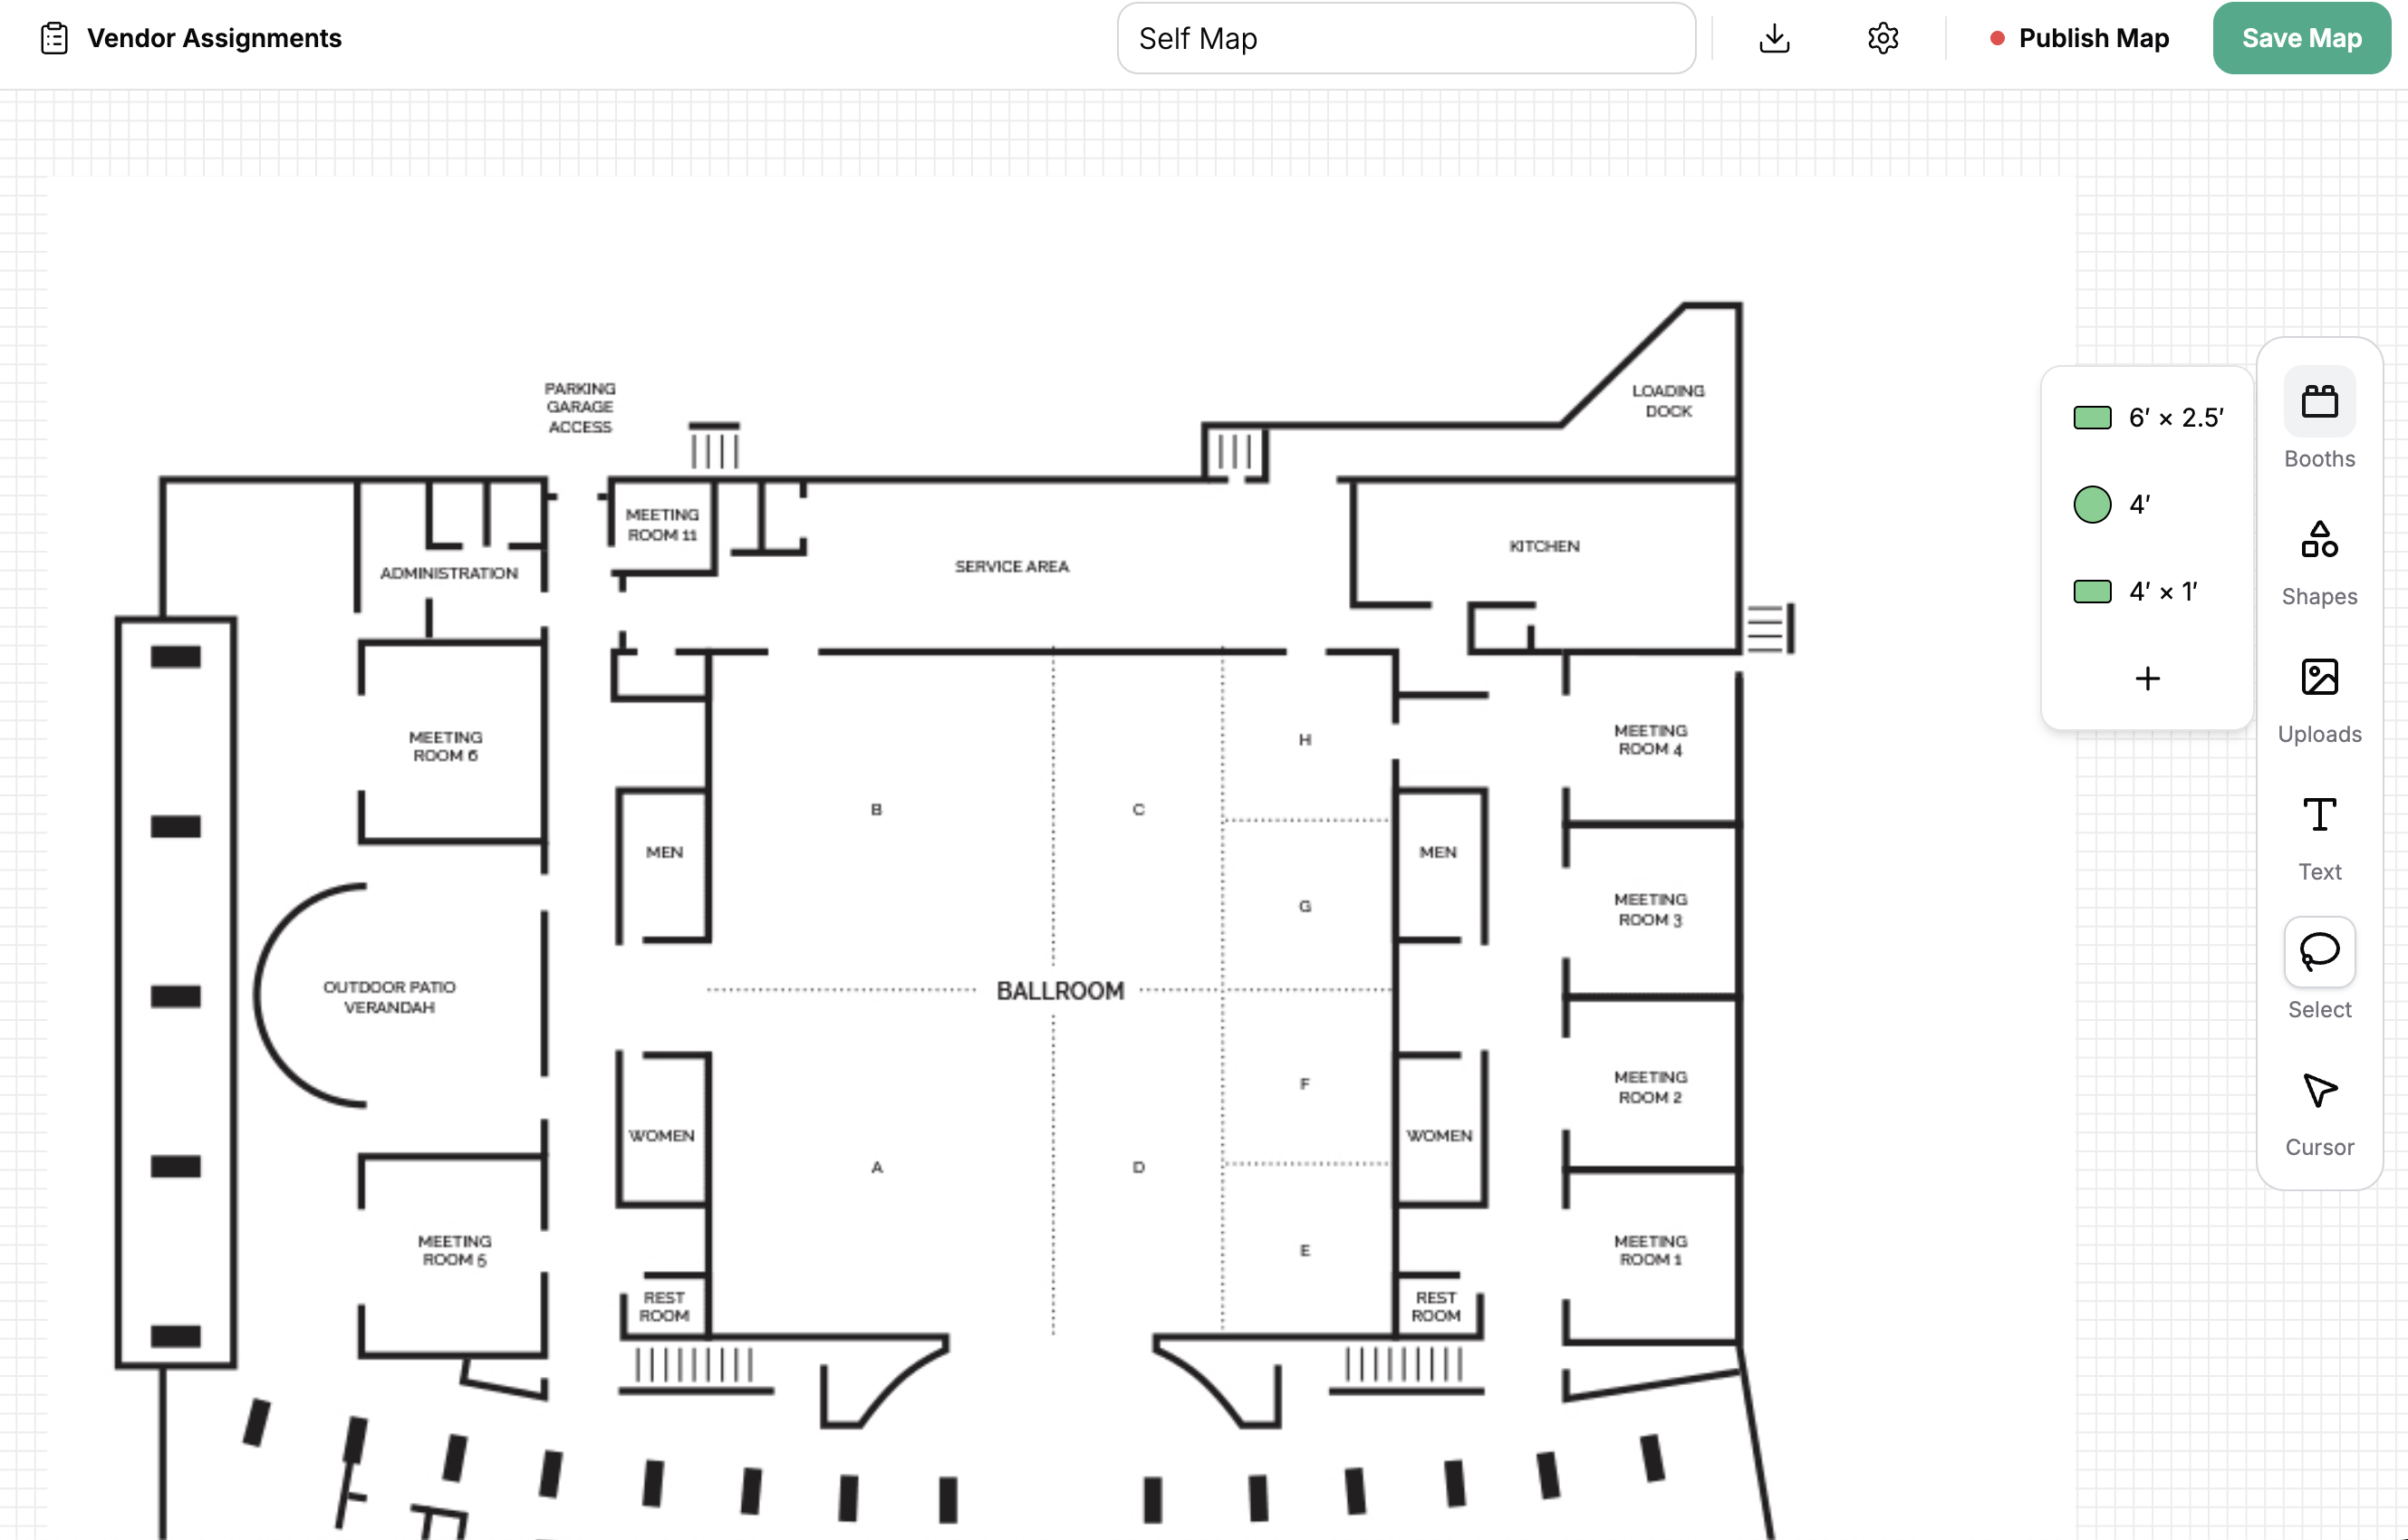 Vendor Assignments
Self Map
Publish Map
Save Map
PARKING
GARAGE
ACCESS
LOADING
DOCK
MEETING
ROOM 11
ADMINISTRATION
SERVICE AREA
KITCHEN
MEETING
ROOM 6
MEETING
ROOM 4
H
B
C
MEN
MEN
G
MEETING
ROOM 3
OUTDOOR PATIO
VERANDAH
BALLROOM
F
MEETING
ROOM 2
WOMEN
WOMEN
A
D
MEETING
ROOM 5
E
MEETING
ROOM 1
REST
ROOM
REST
ROOM
6′ × 2.5′
4′
4′ × 1′
+
Booths
Shapes
Uploads
Text
Select
Cursor